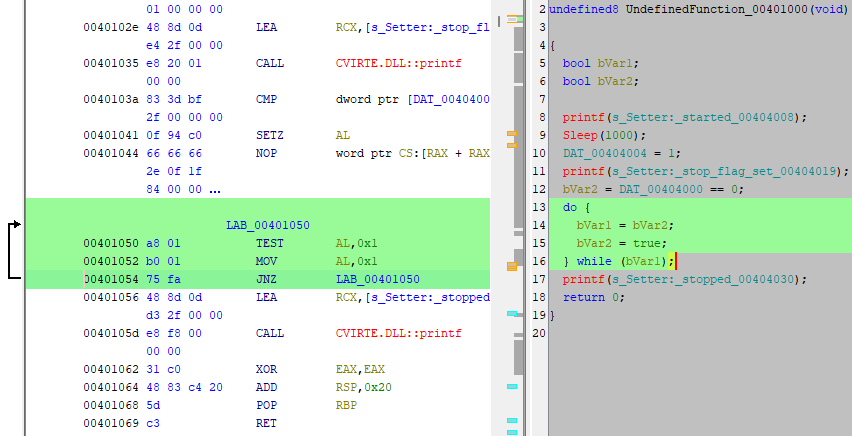 01 00 00 00
0040102e 48 8d 0d LEA RCX,[s_Setter:_stop_fl
e4 2f 00 00
00401035 e8 20 01 CALL CVIRTE.DLL::printf
00 00
0040103a 83 3d bf CMP dword ptr [DAT_004040
2f 00 00 00
00401041 0f 94 c0 SETZ AL
00401044 66 66 66 NOP word ptr CS:[RAX + RAX
2e 0f 1f
84 00 00 ...
LAB_00401050
00401050 a8 01 TEST AL,0x1
00401052 b0 01 MOV AL,0x1
00401054 75 fa JNZ LAB_00401050
00401056 48 8d 0d LEA RCX,[s_Setter:_stopped
d3 2f 00 00
0040105d e8 f8 00 CALL CVIRTE.DLL::printf
00 00
00401062 31 c0 XOR EAX,EAX
00401064 48 83 c4 20 ADD RSP,0x20
00401068 5d POP RBP
00401069 c3 RET
2 undefined8 UndefinedFunction_00401000(void)
3
4 {
5 bool bVar1;
6 bool bVar2;
7
8 printf(s_Setter:_started_00404008);
9 Sleep(1000);
10 DAT_00404004 = 1;
11 printf(s_Setter:_stop_flag_set_00404019);
12 bVar2 = DAT_00404000 == 0;
13 do {
14 bVar1 = bVar2;
15 bVar2 = true;
16 } while (bVar1);
17 printf(s_Setter:_stopped_00404030);
18 return 0;
19 }
20